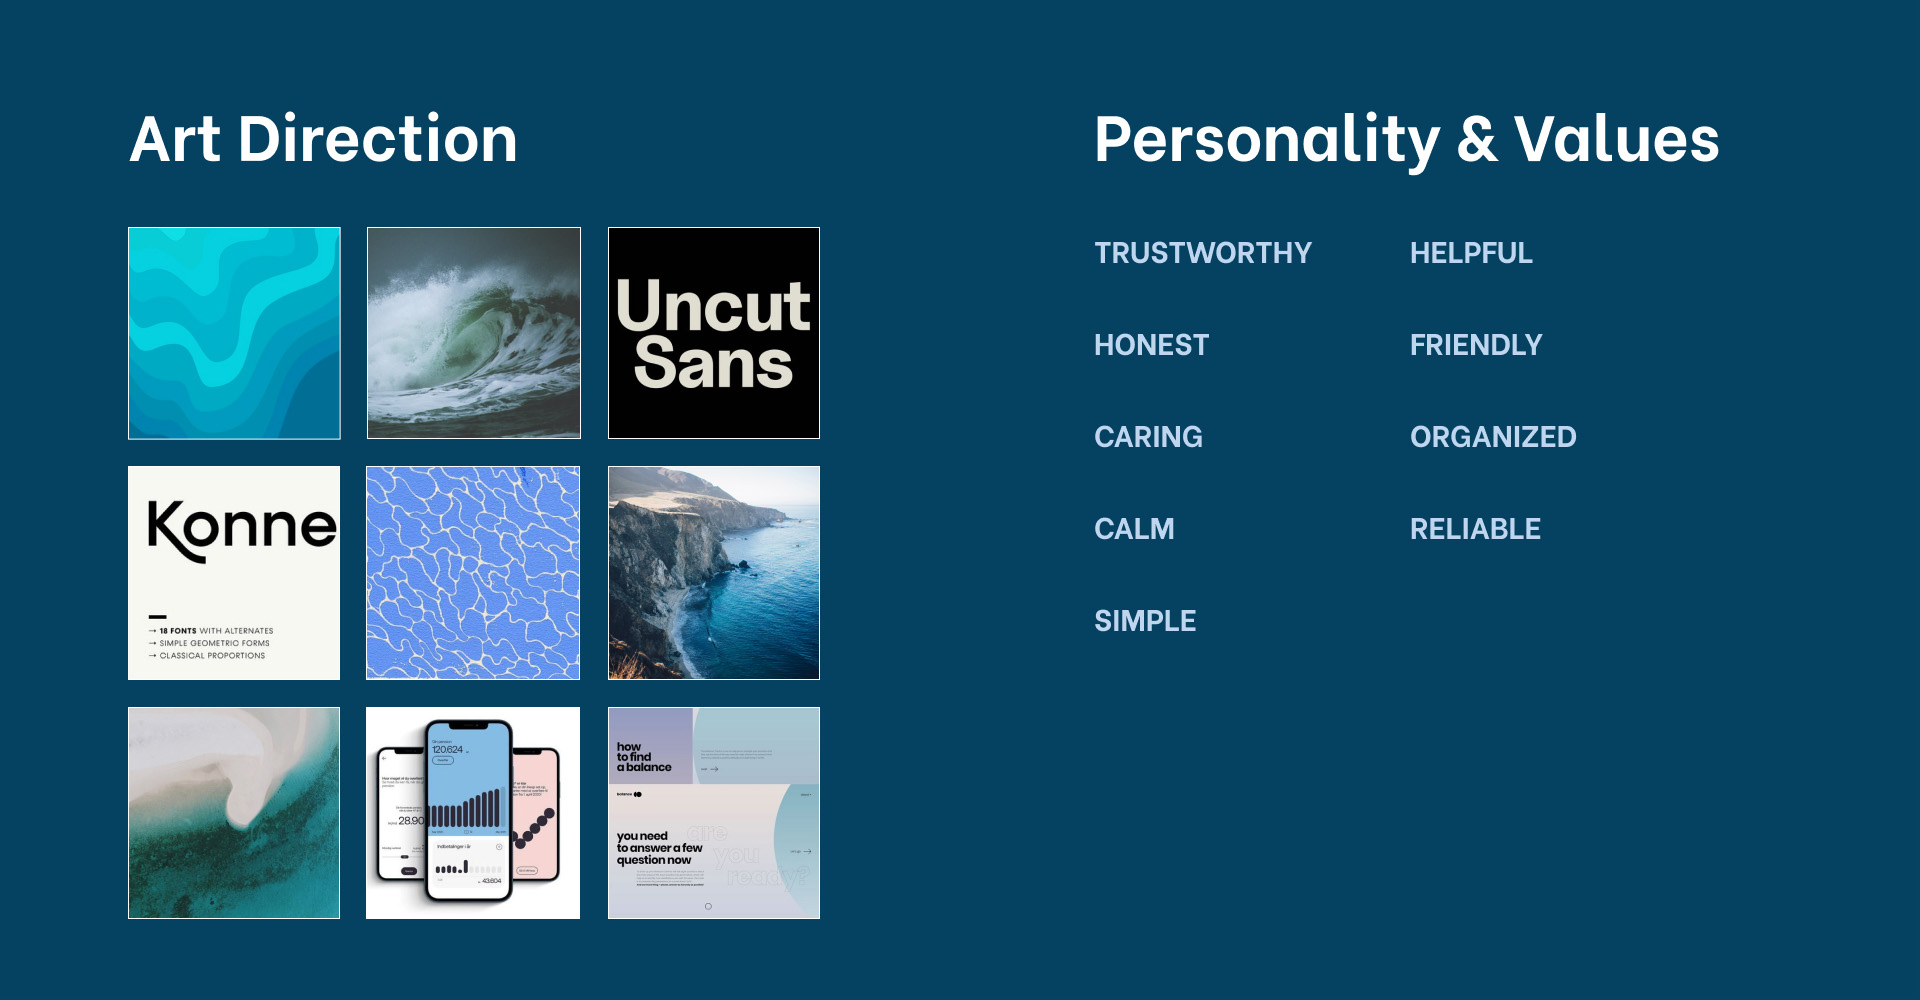 Art Direction
Personality & Values
Uncut
Sans
Konne
→ 18 FONTS WITH ALTERNATES
→ SIMPLE GEOMETRIC FORMS
→ CLASSICAL PROPORTIONS
120.624
28.90
Indbetalinger i år
43.604
how
to find
a balance
balance
you need
to answer a few
question now
are
you
ready?
TRUSTWORTHY
HELPFUL
HONEST
FRIENDLY
CARING
ORGANIZED
CALM
RELIABLE
SIMPLE